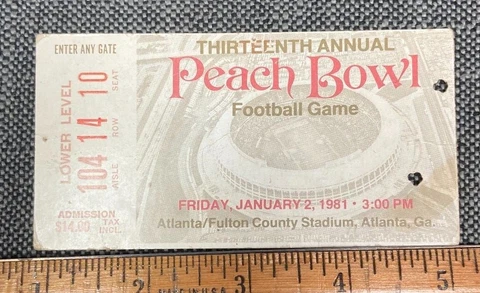 ENTER ANY GATE
LOWER LEVEL
104 14 10
AISLE ROW SEAT
ADMISSION TAX INCL.
$14.00
THIRTEENTH ANNUAL
Peach Bowl
Football Game
FRIDAY, JANUARY 2, 1981 • 3:00 PM
Atlanta/Fulton County Stadium, Atlanta, Ga.
1 2 3 4 5
MADE IN U.S.A.